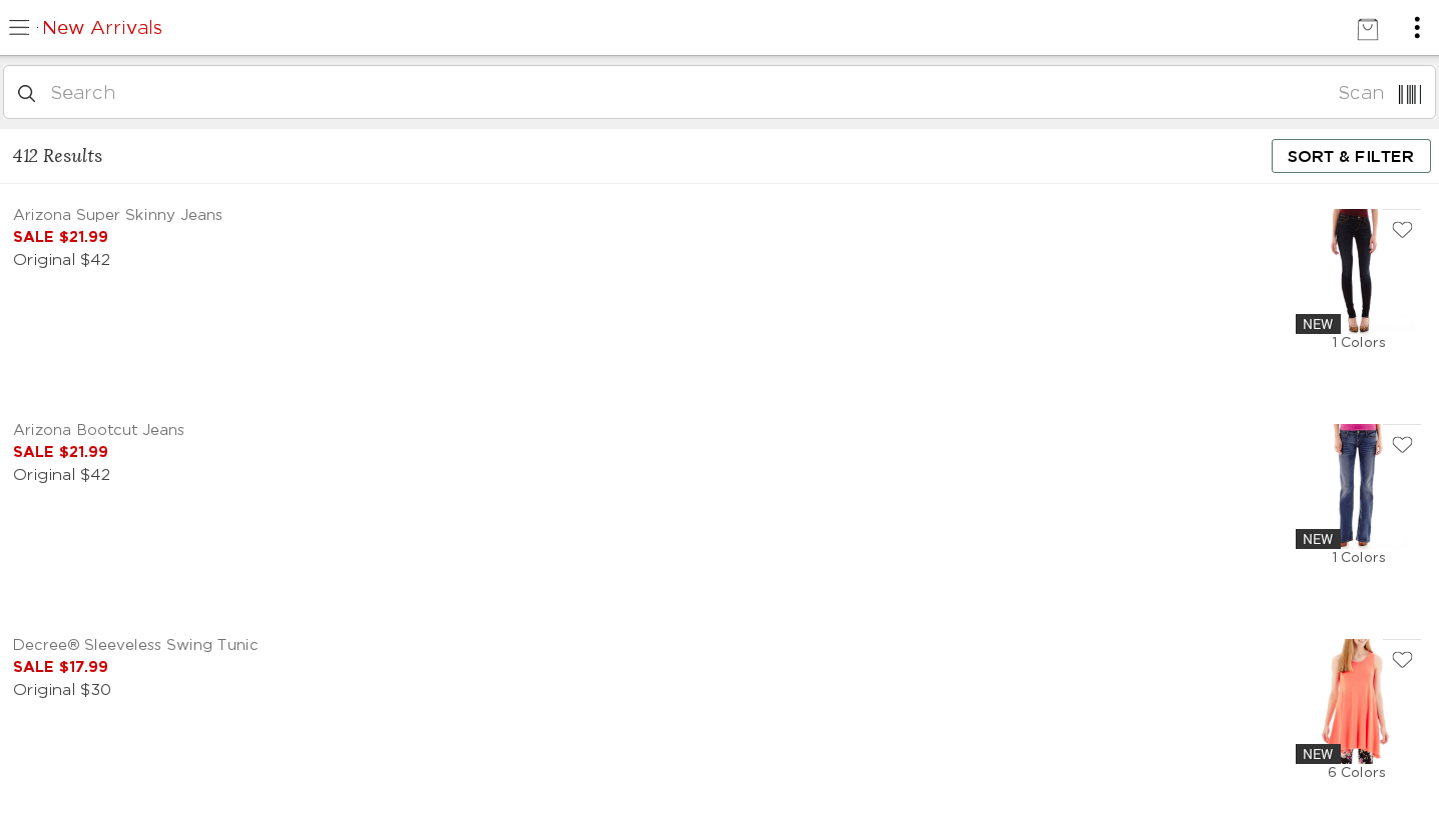 New Arrivals
Search
Scan
412 Results
SORT & FILTER
Arizona Super Skinny Jeans
SALE $21.99
Original $42
NEW
1 Colors
Arizona Bootcut Jeans
SALE $21.99
Original $42
NEW
1 Colors
Decree® Sleeveless Swing Tunic
SALE $17.99
Original $30
NEW
6 Colors